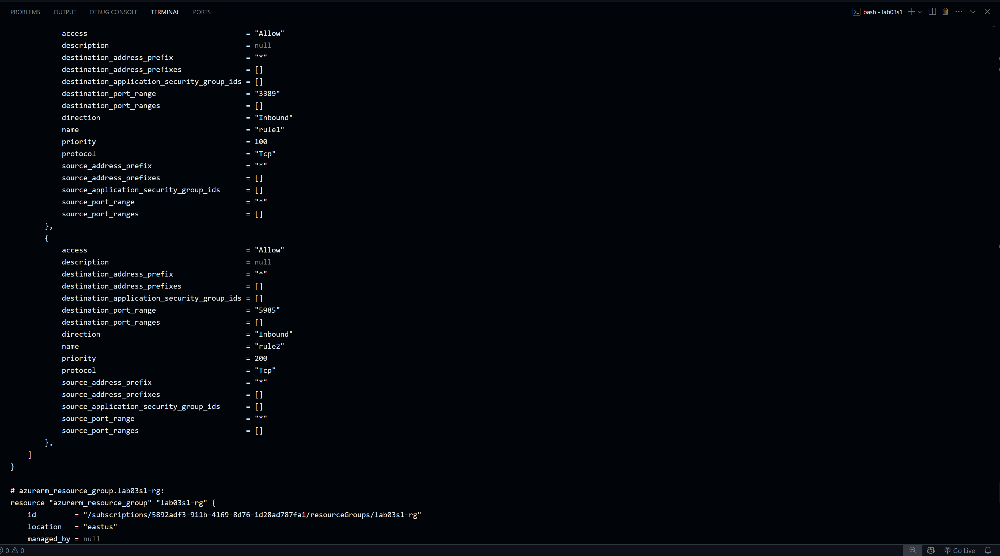 PROBLEMS OUTPUT DEBUG CONSOLE TERMINAL PORTS bash - lab03s1
access = "Allow"
description = null
destination_address_prefix = "*"
destination_address_prefixes = []
destination_application_security_group_ids = []
destination_port_range = "3389"
destination_port_ranges = []
direction = "Inbound"
name = "rule1"
priority = 100
protocol = "Tcp"
source_address_prefix = "*"
source_address_prefixes = []
source_application_security_group_ids = []
source_port_range = "*"
source_port_ranges = []
},
{
access = "Allow"
description = null
destination_address_prefix = "*"
destination_address_prefixes = []
destination_application_security_group_ids = []
destination_port_range = "5985"
destination_port_ranges = []
direction = "Inbound"
name = "rule2"
priority = 200
protocol = "Tcp"
source_address_prefix = "*"
source_address_prefixes = []
source_application_security_group_ids = []
source_port_range = "*"
source_port_ranges = []
},
]
}
# azurerm_resource_group.lab03s1-rg:
resource "azurerm_resource_group" "lab03s1-rg" {
id = "/subscriptions/5892adf3-911b-4169-8d76-1d28ad787fa1/resourceGroups/lab03s1-rg"
location = "eastus"
managed_by = null
0 0 Go Live